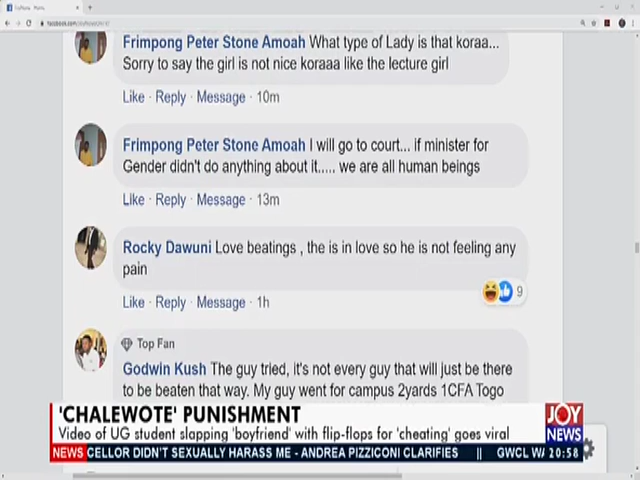 Frimpong Peter Stone Amoah What type of Lady is that koraa...
Sorry to say the girl is not nice koraaa like the lecture girl
Like · Reply · Message · 10m
Frimpong Peter Stone Amoah I will go to court... if minister for
Gender didn't do anything about it..... we are all human beings
Like · Reply · Message · 13m
Rocky Dawuni Love beatings , the is in love so he is not feeling any
pain
9
Like · Reply · Message · 1h
Top Fan
Godwin Kush The guy tried, it's not every guy that will just be there
to be beaten that way. My guy went for campus 2yards 1CFA Togo
'CHALEWOTE' PUNISHMENT
Video of UG student slapping 'boyfriend' with flip-flops for 'cheating' goes viral
JOY
NEWS
NEWS CELLOR DIDN'T SEXUALLY HARASS ME - ANDREA PIZZICONI CLARIFIES || GWCL WA 20:58